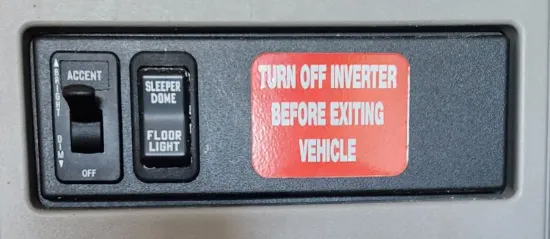 ACCENT
▲BRIGHT DIM▼
OFF
SLEEPER
DOME
FLOOR
LIGHT
TURN OFF INVERTER
BEFORE EXITING
VEHICLE